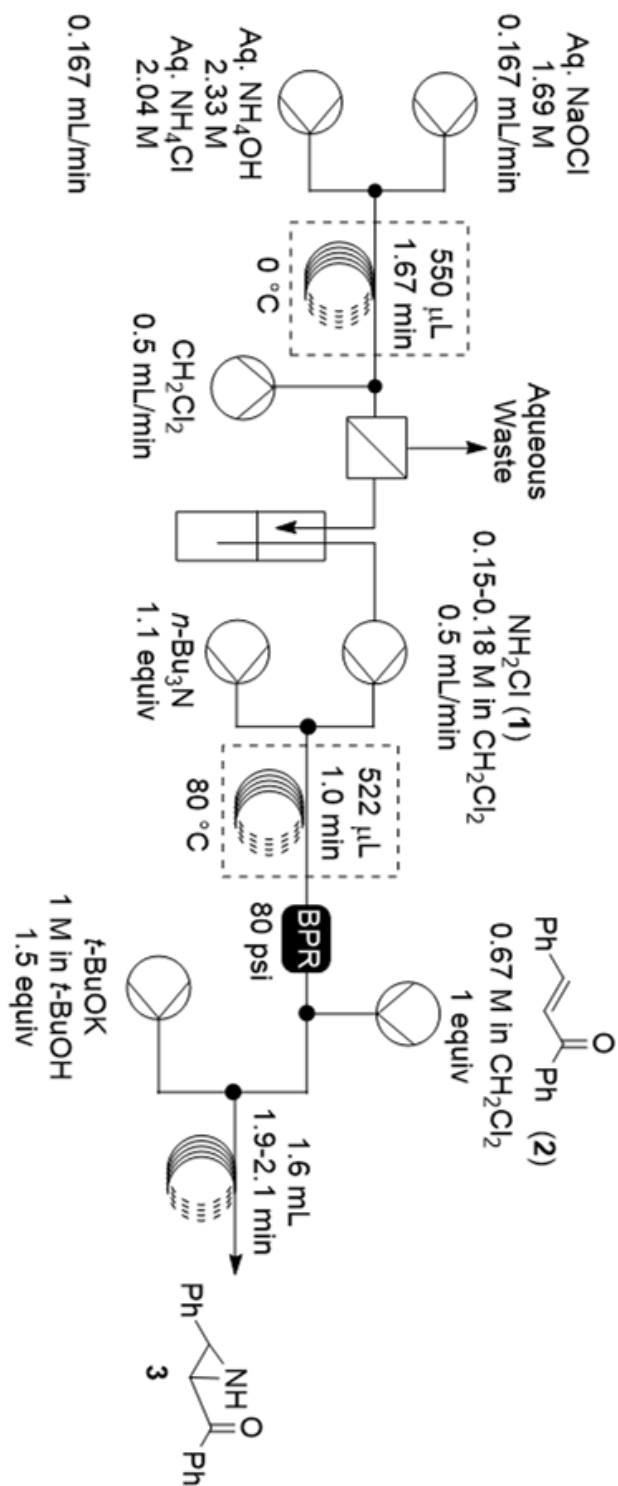 Aq. NaOCl
1.69 M
0.167 mL/min
Aq. NH₄OH
2.33 M
Aq. NH₄Cl
2.04 M
0.167 mL/min
550 µL
1.67 min
0 °C
CH₂Cl₂
0.5 mL/min
Aqueous
Waste
NH₂Cl (1)
0.15-0.18 M in CH₂Cl₂
0.5 mL/min
n-Bu₃N
1.1 equiv
522 µL
1.0 min
80 °C
BPR
80 psi
Ph
O
Ph
(2)
0.67 M in CH₂Cl₂
1 equiv
t-BuOK
1 M in t-BuOH
1.5 equiv
1.6 mL
1.9-2.1 min
Ph
NH
O
Ph
3